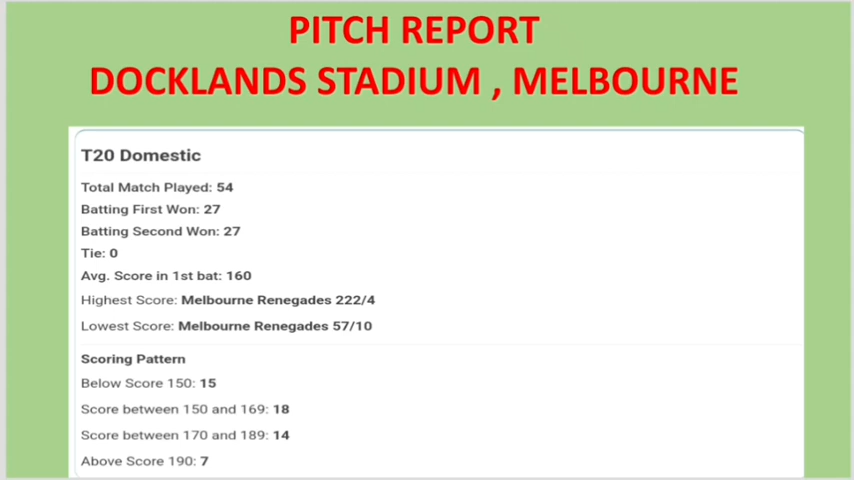 PITCH REPORT
DOCKLANDS STADIUM , MELBOURNE
T20 Domestic
Total Match Played: 54
Batting First Won: 27
Batting Second Won: 27
Tie: 0
Avg. Score in 1st bat: 160
Highest Score: Melbourne Renegades 222/4
Lowest Score: Melbourne Renegades 57/10
Scoring Pattern
Below Score 150: 15
Score between 150 and 169: 18
Score between 170 and 189: 14
Above Score 190: 7